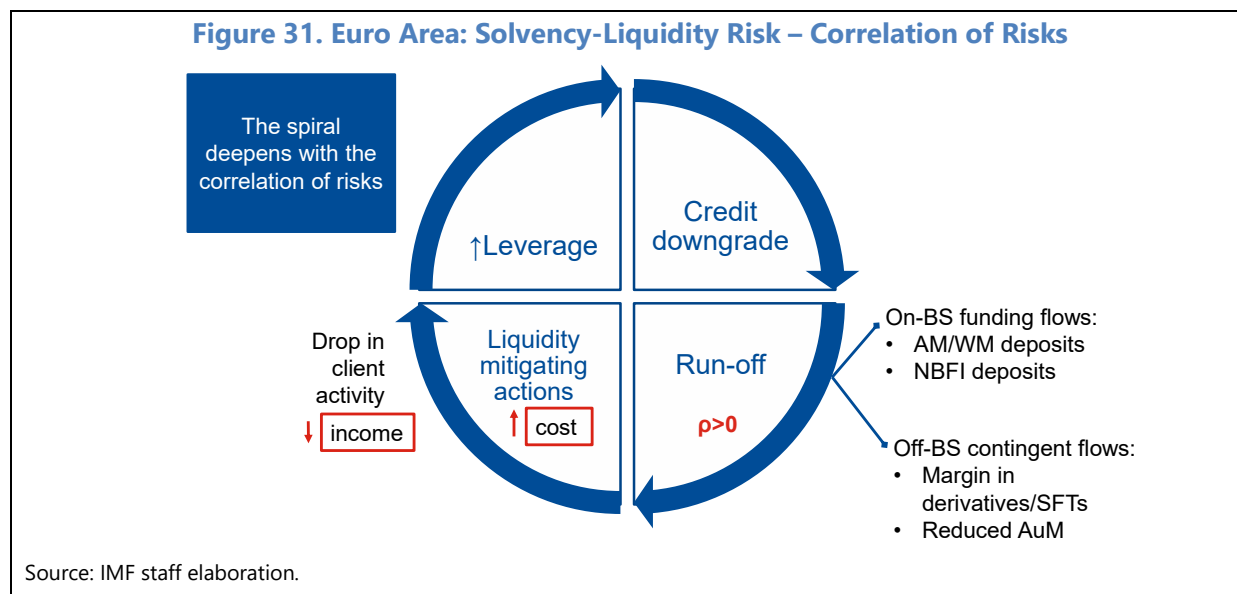 Figure 31. Euro Area: Solvency-Liquidity Risk – Correlation of Risks
The spiral
deepens with the
correlation of risks
↑Leverage
Credit
downgrade
Drop in
client
activity
↓ income
Liquidity
mitigating
actions
↑ cost
Run-off
ρ>0
On-BS funding flows:
• AM/WM deposits
• NBFI deposits
Off-BS contingent flows:
• Margin in
derivatives/SFTs
• Reduced AuM
Source: IMF staff elaboration.